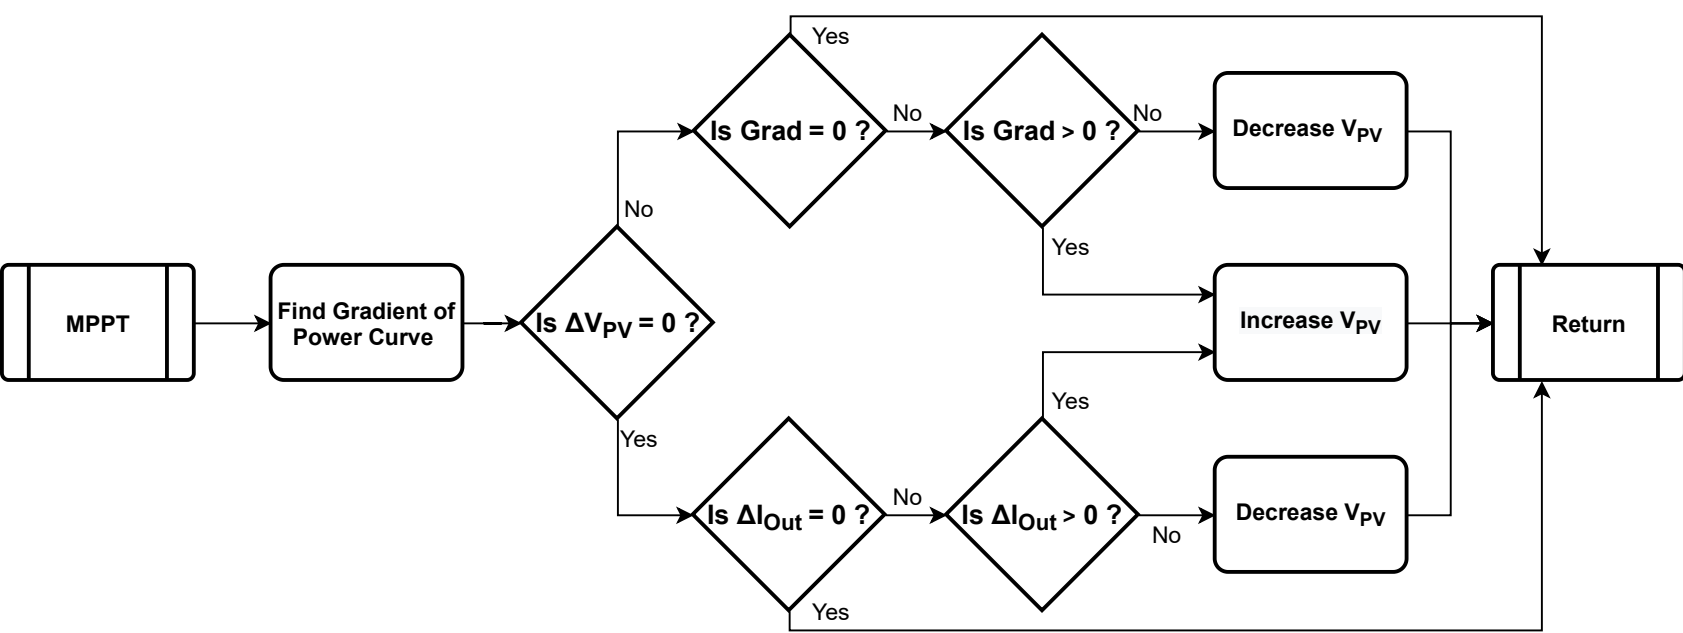 MPPT
Find Gradient of
Power Curve
Is ΔVPV = 0 ?
No
Yes
Is Grad = 0 ?
Yes
No
Is Grad > 0 ?
No
Yes
Decrease VPV
Increase VPV
Is ΔIOut = 0 ?
No
Yes
Is ΔIOut > 0 ?
Yes
No
Decrease VPV
Return